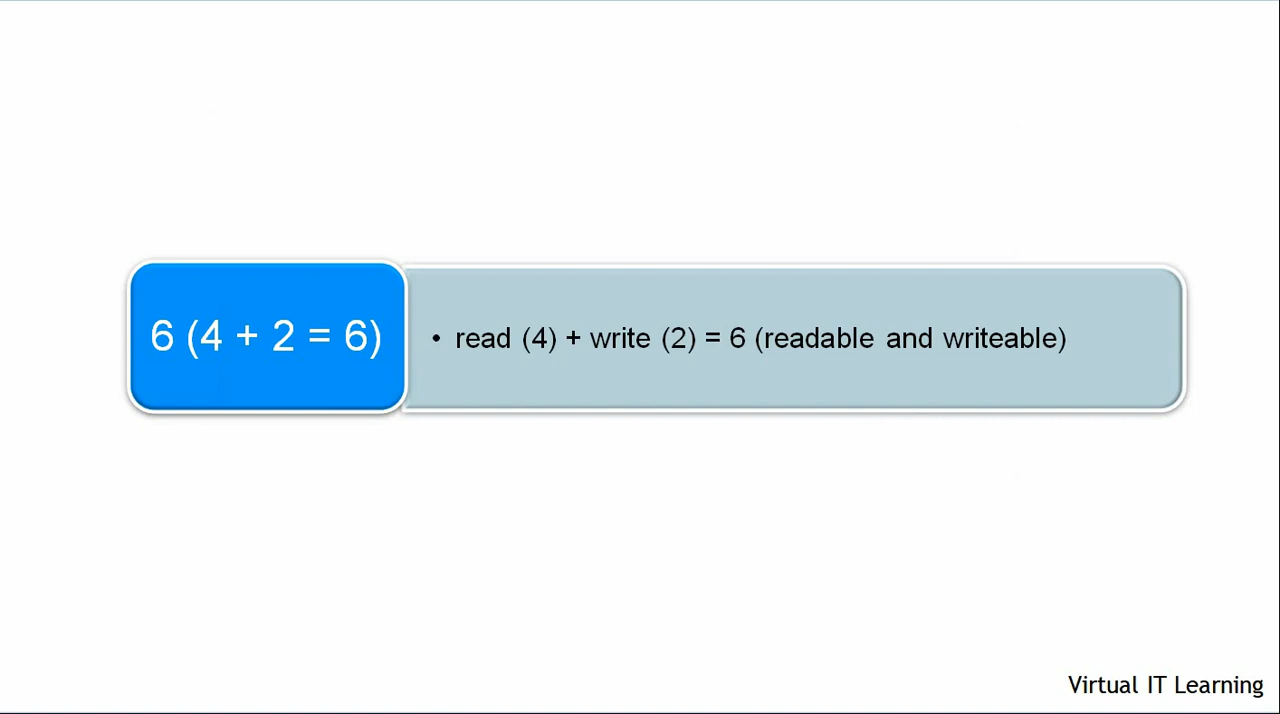 6 (4 + 2 = 6)
• read (4) + write (2) = 6 (readable and writeable)
Virtual IT Learning